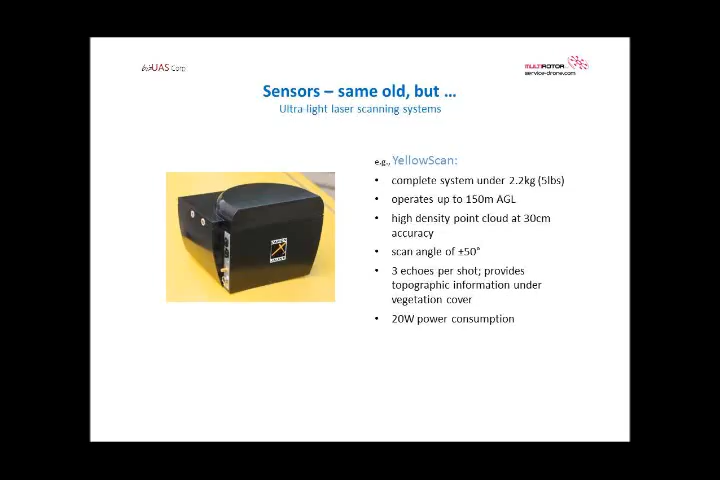 UAS Com
MULTIROTOR
service-drone.com
Sensors – same old, but …
Ultra-light laser scanning systems
e.g., YellowScan:
• complete system under 2.2kg (5lbs)
• operates up to 150m AGL
• high density point cloud at 30cm
accuracy
• scan angle of ±50°
• 3 echoes per shot; provides
topographic information under
vegetation cover
• 20W power consumption